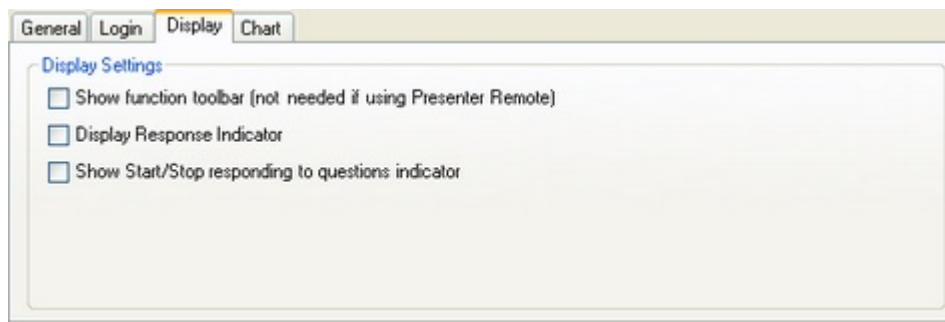 General Login Display Chart
Display Settings
Show function toolbar (not needed if using Presenter Remote)
Display Response Indicator
Show Start/Stop responding to questions indicator